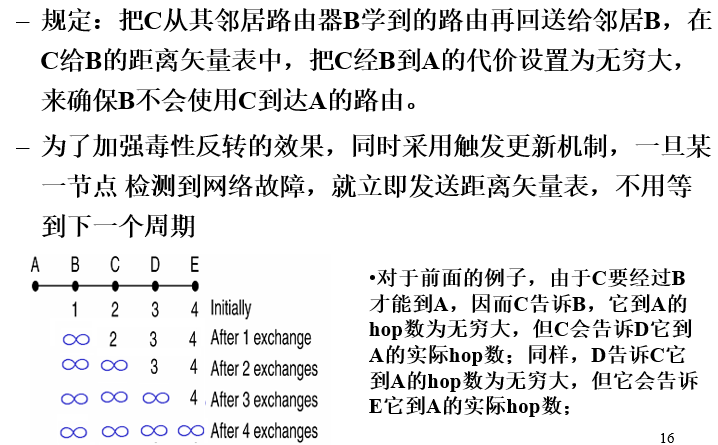 – 规定：把C从其邻居路由器B学到的路由再回送给邻居B，在
C给B的距离矢量表中，把C经B到A的代价设置为无穷大，
来确保B不会使用C到达A的路由。
– 为了加强毒性反转的效果，同时采用触发更新机制，一旦某
一节点 检测到网络故障，就立即发送距离矢量表，不用等
到下一个周期
A B C D E
1 2 3 4 Initially
∞ 2 3 4 After 1 exchange
∞ ∞ 3 4 After 2 exchanges
∞ ∞ ∞ 4 After 3 exchanges
∞ ∞ ∞ ∞ After 4 exchanges
•对于前面的例子，由于C要经过B
才能到A，因而C告诉B，它到A的
hop数为无穷大，但C会告诉D它到
A的实际hop数；同样，D告诉C它
到A的hop数为无穷大，但它会告诉
E它到A的实际hop数；
16